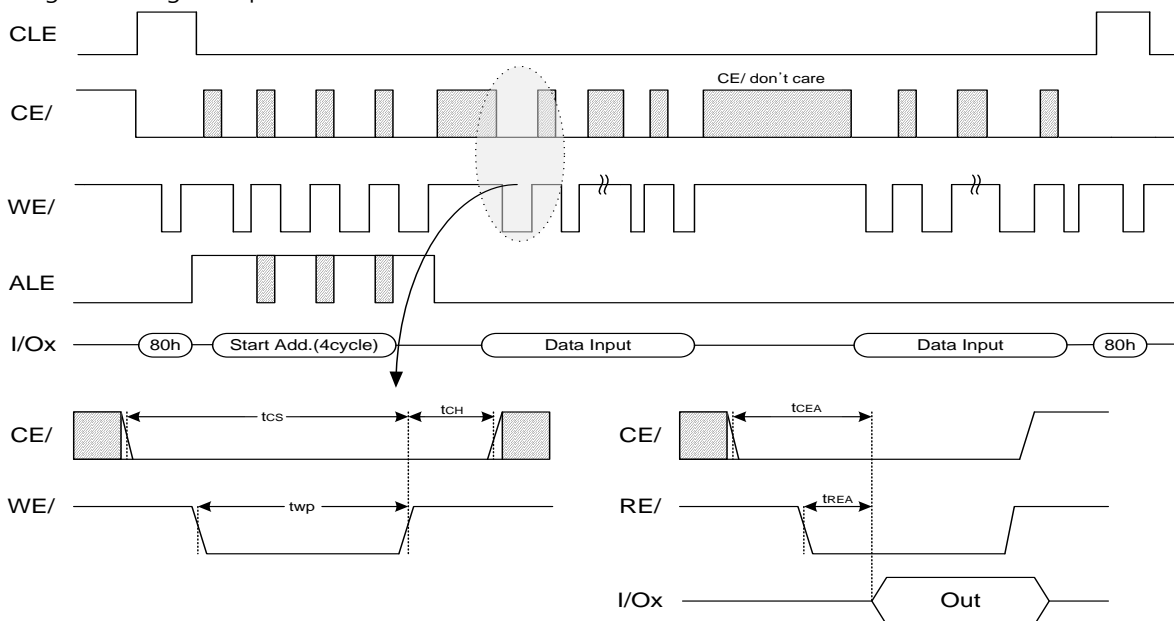 CLE
CE/ don't care
CE/
WE/
ALE
I/Ox 80h Start Add.(4cycle) Data Input Data Input 80h
CE/ tCS tCH
WE/ twp
CE/ tCEA
RE/ tREA
I/Ox Out